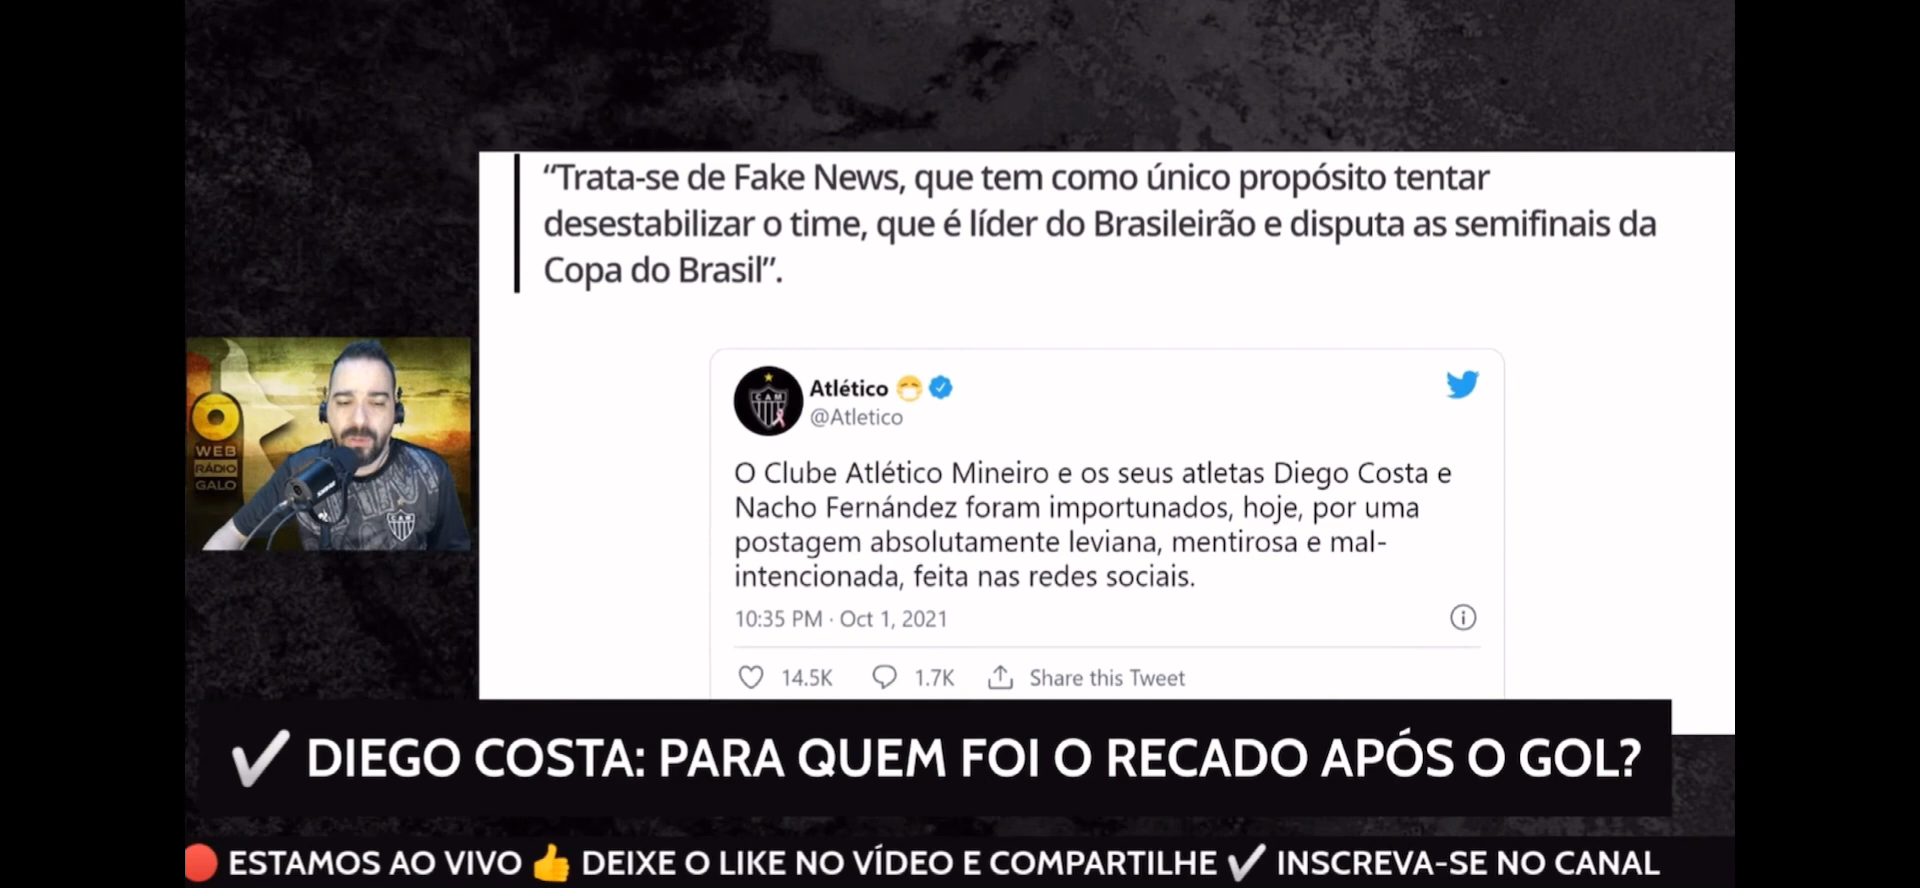 “Trata-se de Fake News, que tem como único propósito tentar
desestabilizar o time, que é líder do Brasileirão e disputa as semifinais da
Copa do Brasil”.
Atlético
@Atletico
CAM
O Clube Atlético Mineiro e os seus atletas Diego Costa e
Nacho Fernández foram importunados, hoje, por uma
postagem absolutamente leviana, mentirosa e mal-
intencionada, feita nas redes sociais.
10:35 PM · Oct 1, 2021
14.5K 1.7K Share this Tweet
WEB
RÁDIO
GALO
CAM
SHURE
✔ DIEGO COSTA: PARA QUEM FOI O RECADO APÓS O GOL?
🔴 ESTAMOS AO VIVO 👍 DEIXE O LIKE NO VÍDEO E COMPARTILHE ✔ INSCREVA-SE NO CANAL